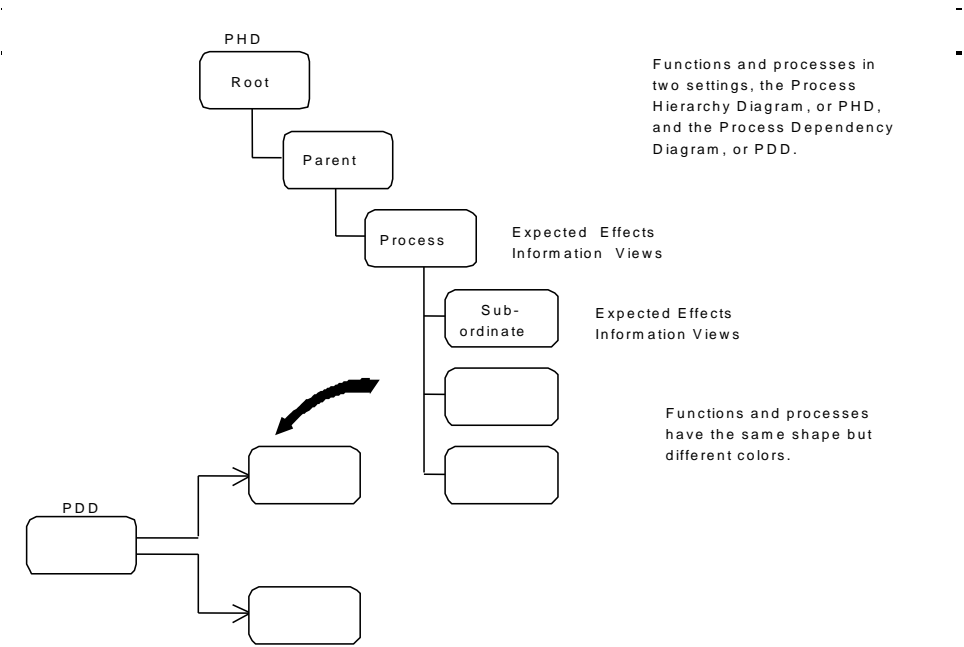 PHD
Root
Functions and processes in
two settings, the Process
Hierarchy Diagram, or PHD,
and the Process Dependency
Diagram, or PDD.
Parent
Process
Expected Effects
Information Views
Sub-
ordinate
Expected Effects
Information Views
Functions and processes
have the same shape but
different colors.
PDD